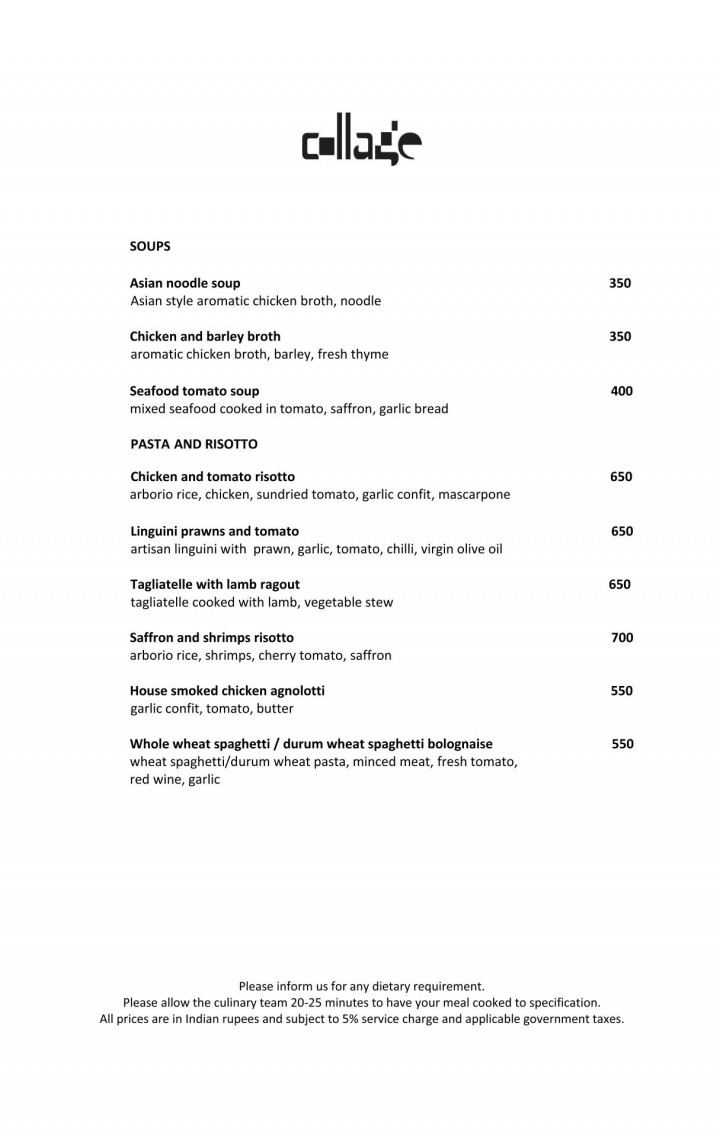 collage
SOUPS
Asian noodle soup 350
Asian style aromatic chicken broth, noodle
Chicken and barley broth 350
aromatic chicken broth, barley, fresh thyme
Seafood tomato soup 400
mixed seafood cooked in tomato, saffron, garlic bread
PASTA AND RISOTTO
Chicken and tomato risotto 650
arborio rice, chicken, sundried tomato, garlic confit, mascarpone
Linguini prawns and tomato 650
artisan linguini with  prawn, garlic, tomato, chilli, virgin olive oil
Tagliatelle with lamb ragout 650
tagliatelle cooked with lamb, vegetable stew
Saffron and shrimps risotto 700
arborio rice, shrimps, cherry tomato, saffron
House smoked chicken agnolotti 550
garlic confit, tomato, butter
Whole wheat spaghetti / durum wheat spaghetti bolognaise 550
wheat spaghetti/durum wheat pasta, minced meat, fresh tomato,
red wine, garlic
Please inform us for any dietary requirement.
Please allow the culinary team 20-25 minutes to have your meal cooked to specification.
All prices are in Indian rupees and subject to 5% service charge and applicable government taxes.